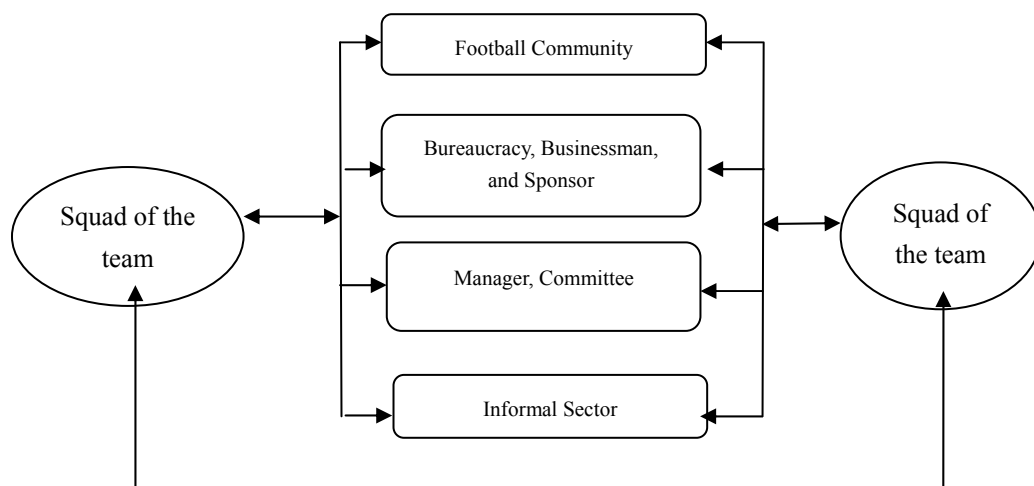 Football Community
Bureaucracy, Businessman,
and Sponsor
Squad of the
team
Squad of
the team
Manager, Committee
Informal Sector